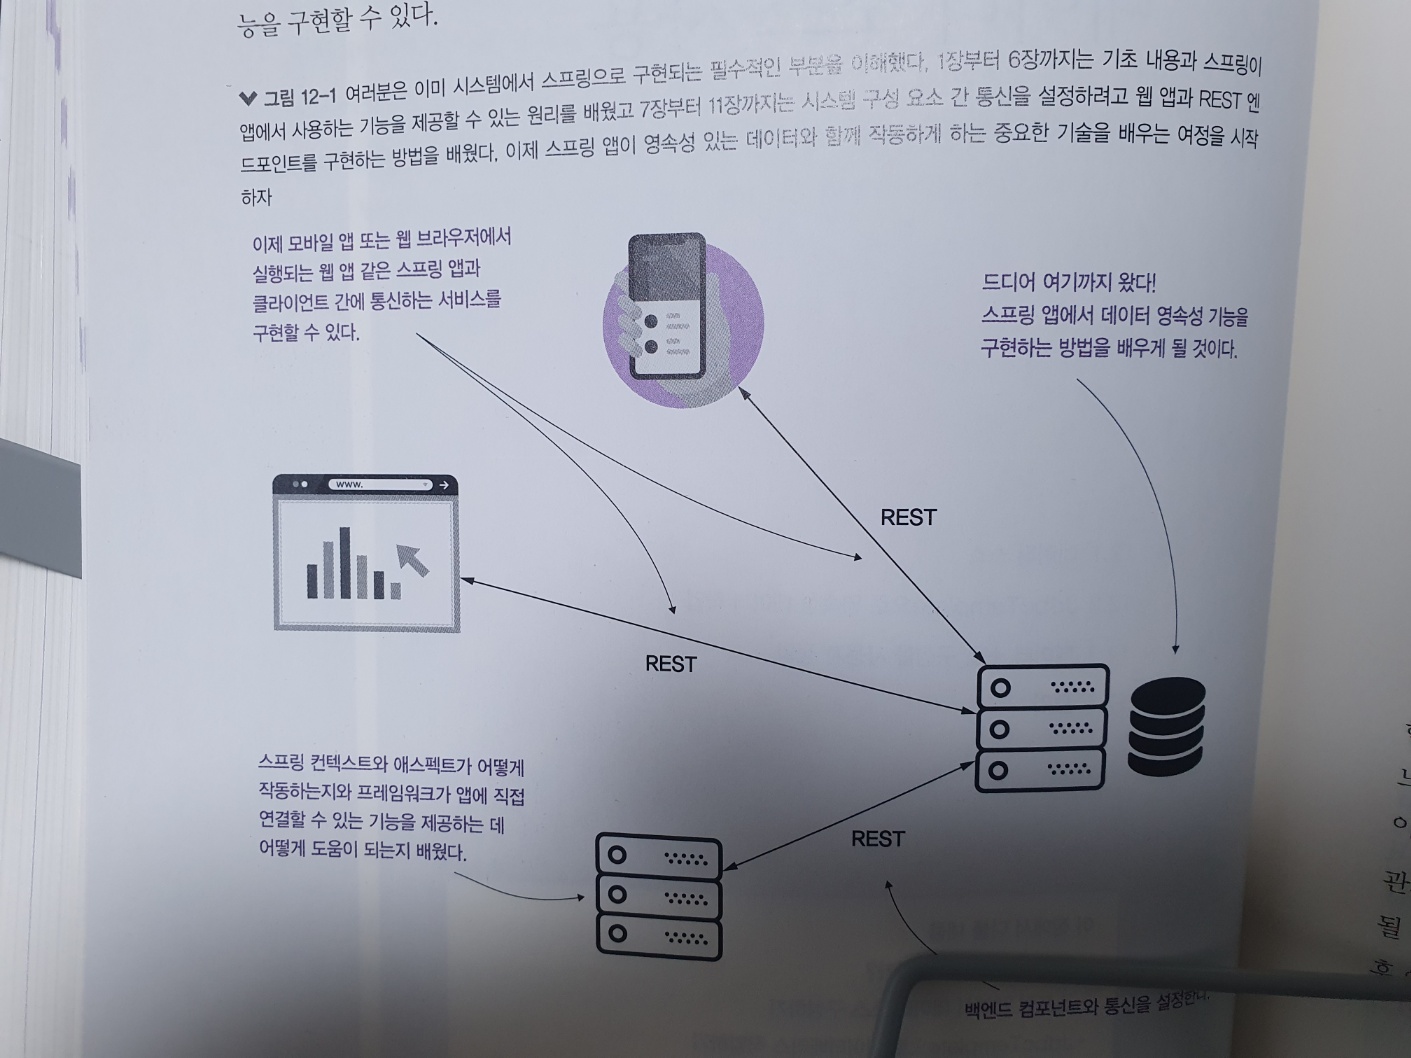 능을 구현할 수 있다.
그림 12-1 여러분은 이미 시스템에서 스프링으로 구현되는 필수적인 부분을 이해했다. 1장부터 6장까지는 기초 내용과 스프링이
앱에서 사용하는 기능을 제공할 수 있는 원리를 배웠고 7장부터 11장까지는 시스템 구성 요소 간 통신을 설정하려고 웹 앱과 REST 엔
드포인트를 구현하는 방법을 배웠다. 이제 스프링 앱이 영속성 있는 데이터와 함께 작동하게 하는 중요한 기술을 배우는 여정을 시작
하자
이제 모바일 앱 또는 웹 브라우저에서
실행되는 웹 앱 같은 스프링 앱과
클라이언트 간에 통신하는 서비스를
구현할 수 있다.
드디어 여기까지 왔다!
스프링 앱에서 데이터 영속성 기능을
구현하는 방법을 배우게 될 것이다.
www.
REST
REST
스프링 컨텍스트와 애스펙트가 어떻게
작동하는지와 프레임워크가 앱에 직접
연결할 수 있는 기능을 제공하는 데
어떻게 도움이 되는지 배웠다.
REST
백엔드 컴포넌트와 통신을 설정한다.
관
될
후